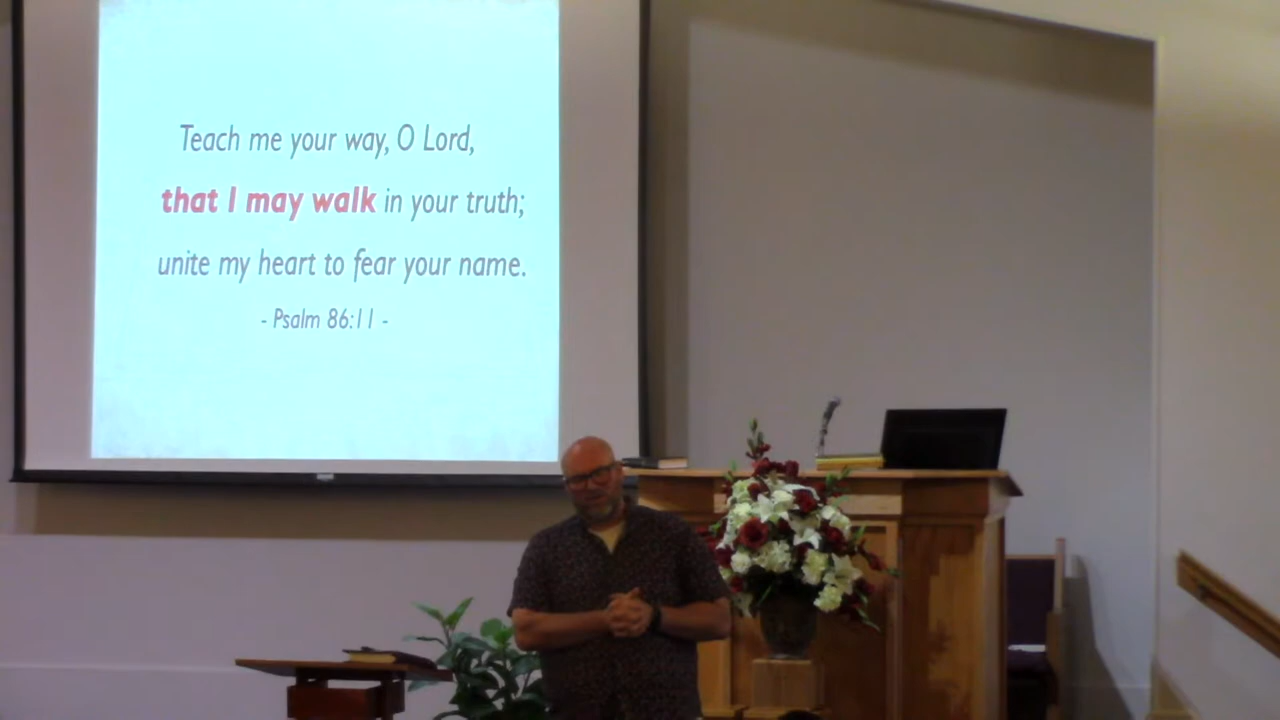 Teach me your way, O Lord,
that I may walk in your truth;
unite my heart to fear your name.
- Psalm 86:11 -